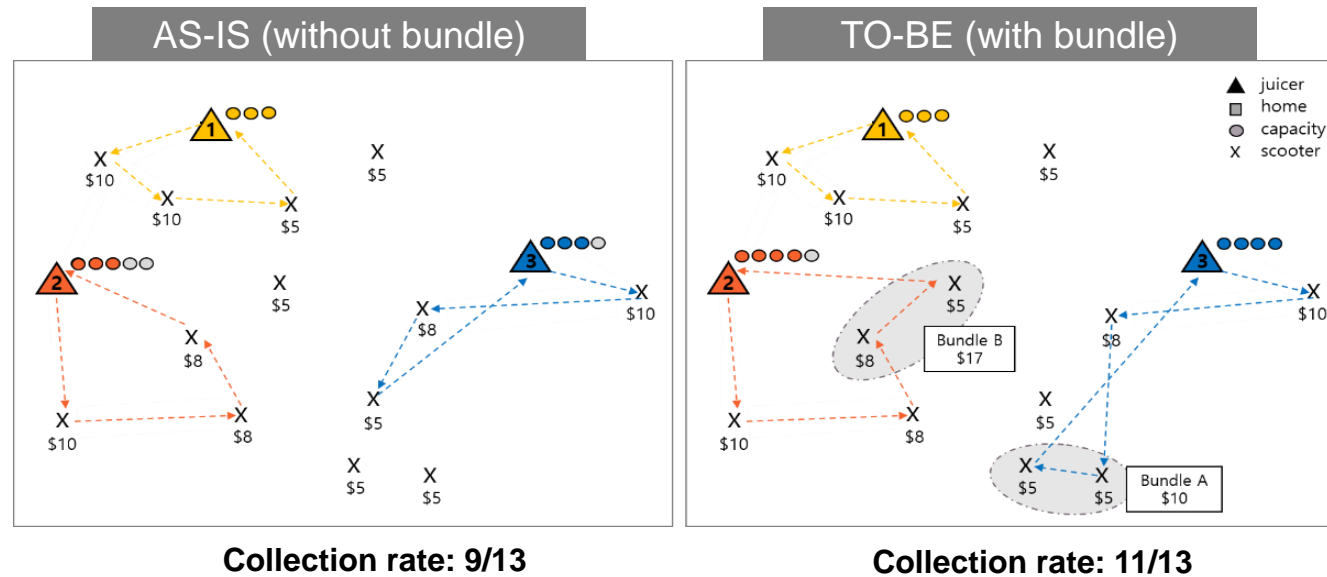 AS-IS (without bundle)
1
X
$5
X
$10
X
$10
X
$5
2
3
X
$5
X
$10
X
$8
X
$8
X
$5
X
$10
X
$8
X
$5
X
$5
Collection rate: 9/13
TO-BE (with bundle)
juicer
home
capacity
X scooter
1
X
$5
X
$10
X
$10
X
$5
2
3
X
$5
X
$10
X
$8
X
$8
Bundle B
$17
X
$5
X
$10
X
$8
X
$5
X
$5
Bundle A
$10
Collection rate: 11/13